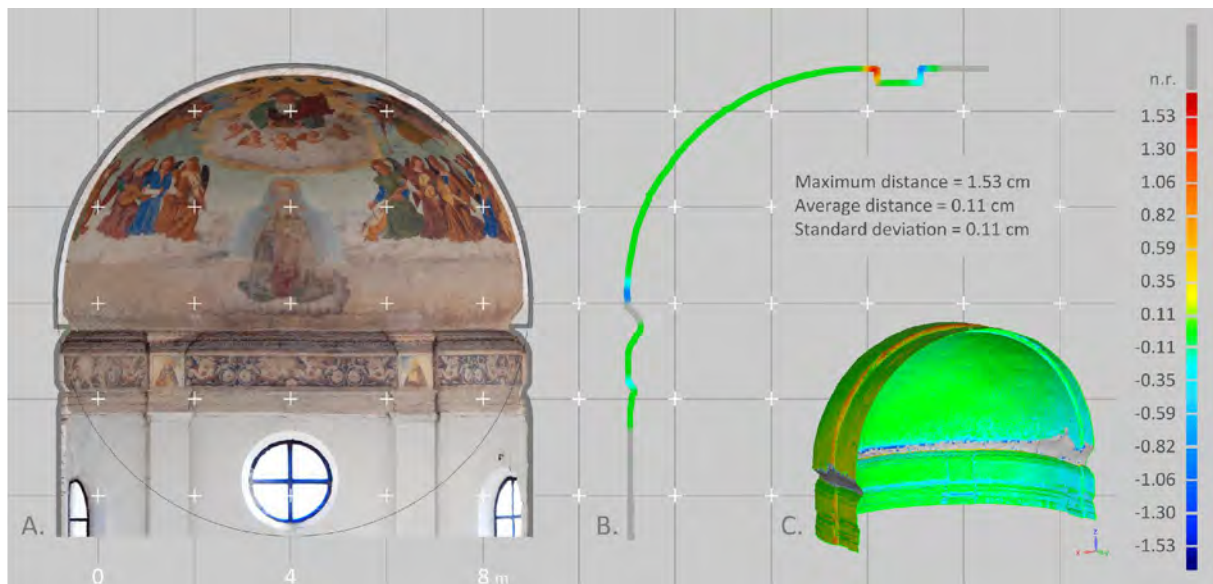 n.r.
1.53
1.30
1.06
0.82
0.59
0.35
0.11
-0.11
-0.35
-0.59
-0.82
-1.06
-1.30
-1.53
Maximum distance = 1.53 cm
Average distance = 0.11 cm
Standard deviation = 0.11 cm
A.
B.
C.
0
4
8 m